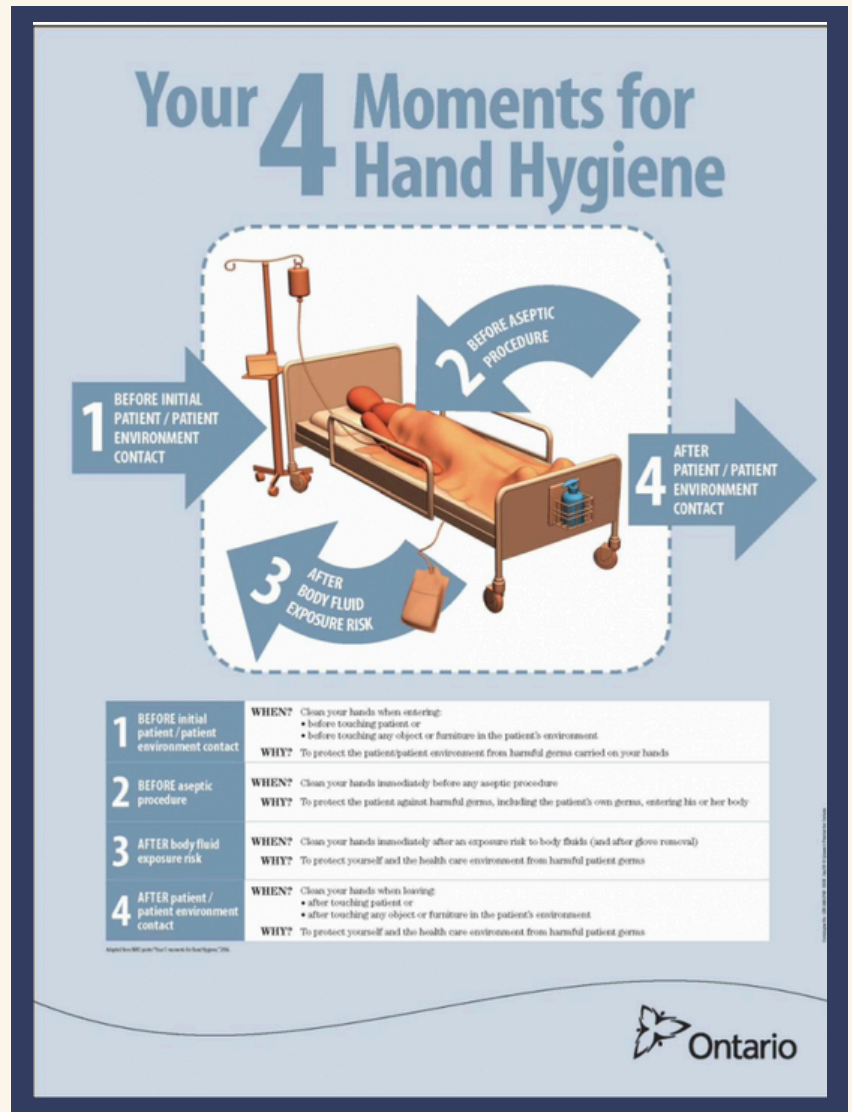 Your 4 Moments for
Hand Hygiene
1 BEFORE INITIAL
PATIENT / PATIENT
ENVIRONMENT
CONTACT
2 BEFORE ASEPTIC
PROCEDURE
3 AFTER
BODY FLUID
EXPOSURE RISK
4 AFTER
PATIENT / PATIENT
ENVIRONMENT
CONTACT
1 BEFORE initial
patient / patient
environment contact
WHEN? Clean your hands when entering:
• before touching patient or
• before touching any object or furniture in the patient's environment
WHY? To protect the patient/patient environment from harmful germs carried on your hands
2 BEFORE aseptic
procedure
WHEN? Clean your hands immediately before any aseptic procedure
WHY? To protect the patient against harmful germs, including the patient's own germs, entering his or her body
3 AFTER body fluid
exposure risk
WHEN? Clean your hands immediately after an exposure risk to body fluids (and after glove removal)
WHY? To protect yourself and the health care environment from harmful patient germs
4 AFTER patient /
patient environment
contact
WHEN? Clean your hands when leaving:
• after touching patient or
• after touching any object or furniture in the patient's environment
WHY? To protect yourself and the health care environment from harmful patient germs
Ontario